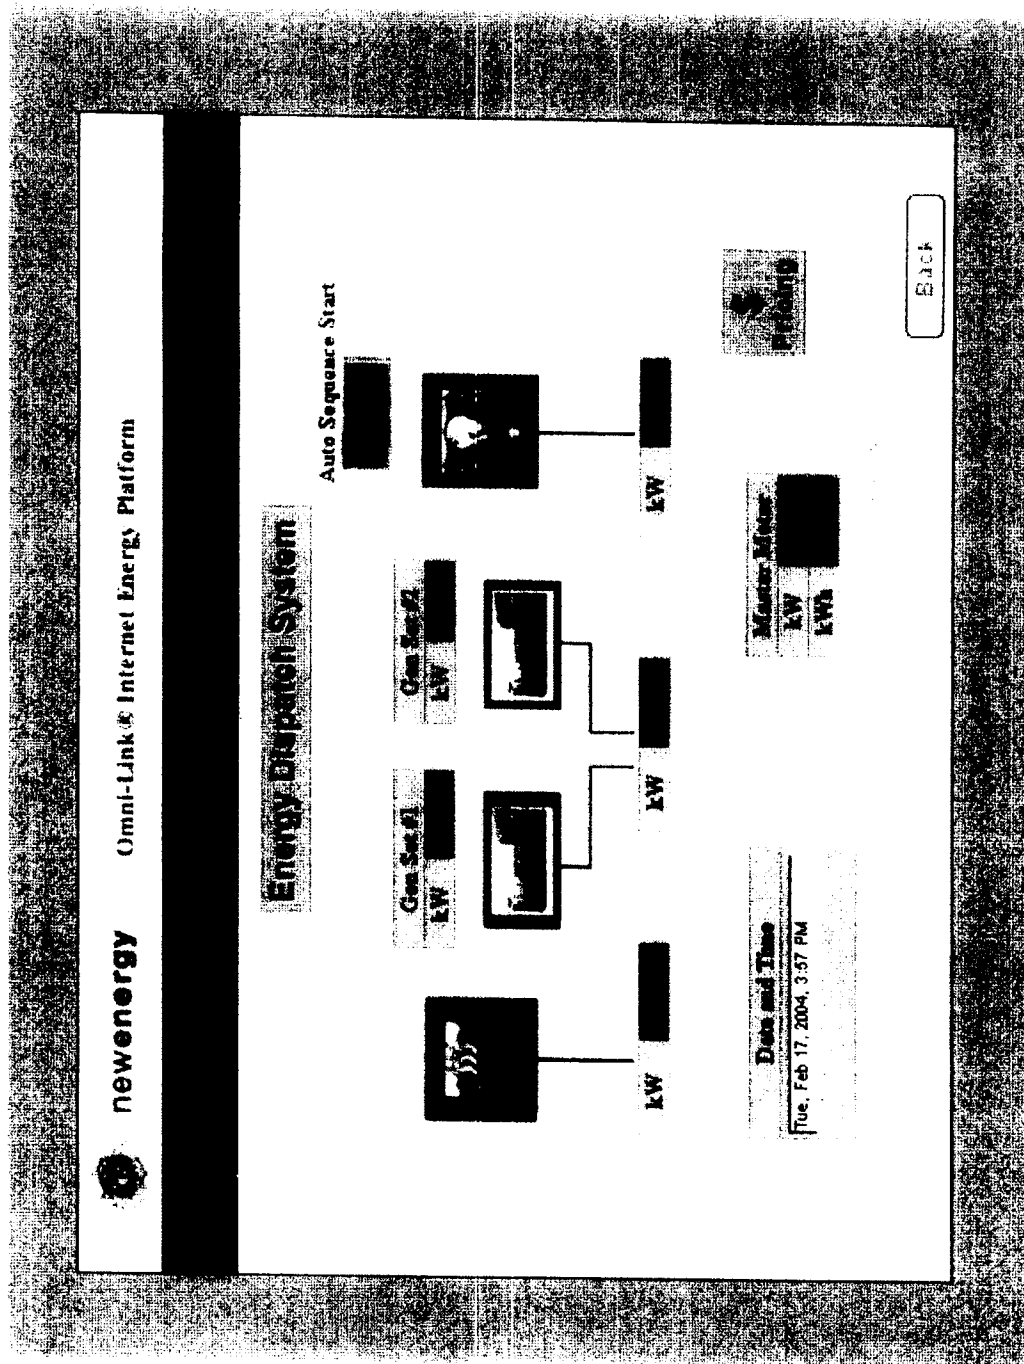 newenergy Omni-Link® Internet Energy Platform
Energy Dispatch System
Auto Sequence Start
Gen Set #1
kW
Gen Set #2
kW
kW
kW
kW
Date and Time
Tue, Feb 17, 2004, 3:57 PM
Master Meter
kW
kWh
$
Pricing
Back